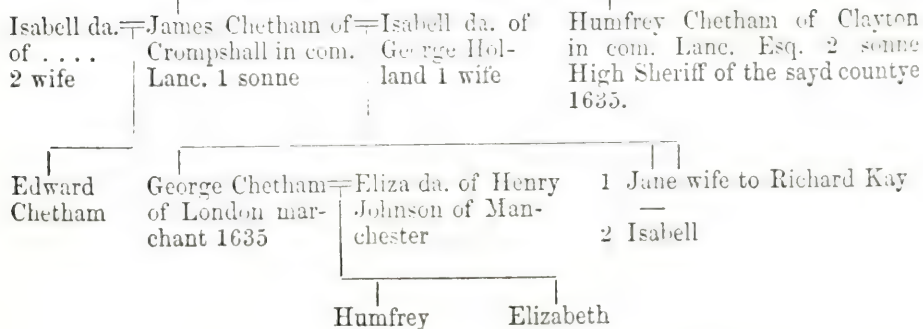 Isabell da.
of ....
2 wife
James Chetham of
Crompshall in com.
Lanc. 1 sonne
Isabell da. of
George Hol-
land 1 wife
Humfrey Chetham of Clayton
in com. Lanc. Esq. 2 sonne
High Sheriff of the sayd countye
1635.
Edward
Chetham
George Chetham
of London mar-
chant 1635
Eliza da. of Henry
Johnson of Man-
chester
1 Jane wife to Richard Kay
2 Isabell
Humfrey
Elizabeth